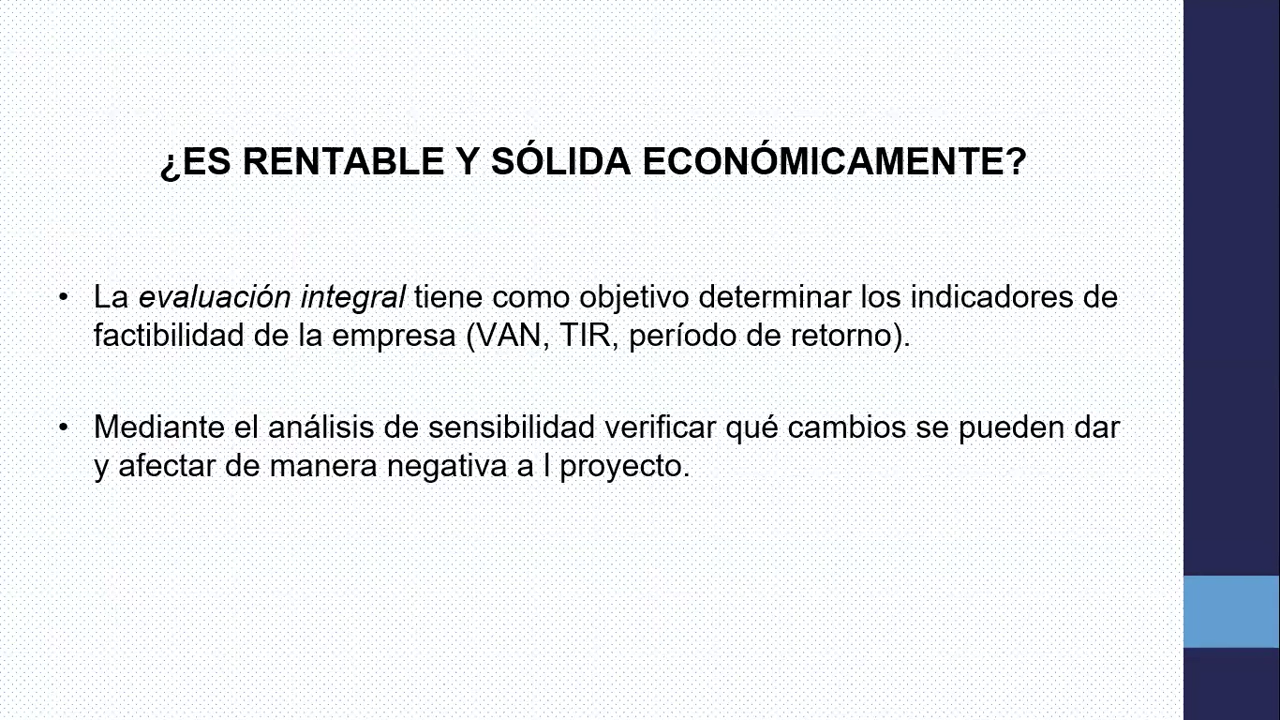 ¿ES RENTABLE Y SÓLIDA ECONÓMICAMENTE?
• La evaluación integral tiene como objetivo determinar los indicadores de
factibilidad de la empresa (VAN, TIR, período de retorno).
• Mediante el análisis de sensibilidad verificar qué cambios se pueden dar
y afectar de manera negativa a l proyecto.